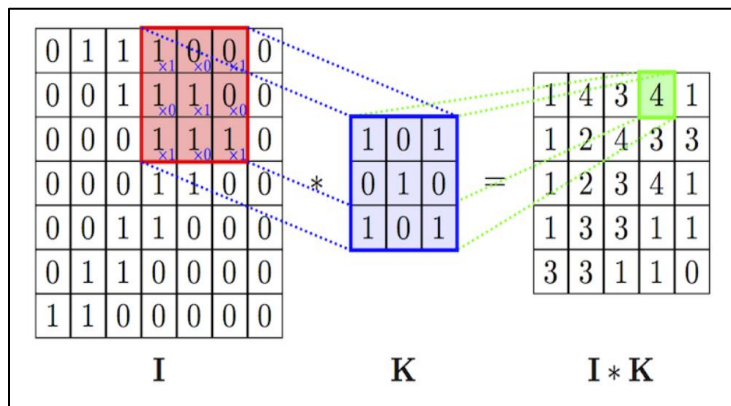 0 1 1 1×1 0×0 0×1 0
0 0 1 1×0 1×1 0×0 0
0 0 0 1×1 1×0 1×1 0
0 0 0 1 1 0 0
0 0 1 1 0 0 0
0 1 1 0 0 0 0
1 1 0 0 0 0 0
I
*
1 0 1
0 1 0
1 0 1
K
=
1 4 3 4 1
1 2 4 3 3
1 2 3 4 1
1 3 3 1 1
3 3 1 1 0
I * K